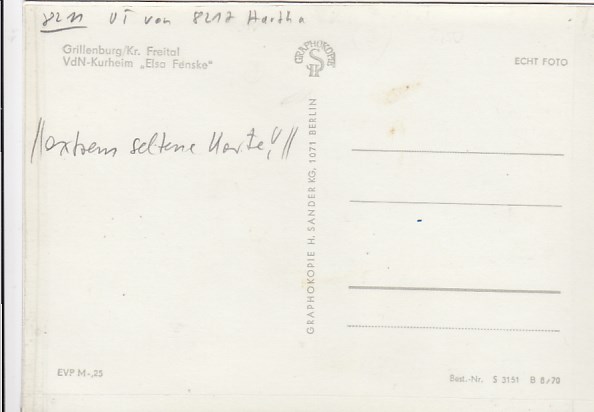 8211 ÜT von 8217 Hartha
Grillenburg/Kr. Freital
VdN-Kurheim „Elsa Fenske"
GRAPHOKOPIE
H S
ECHT FOTO
//extrem seltene Karte!!//
GRAPHOKOPIE H. SANDER KG, 1071 BERLIN
EVP M-,25
Best.-Nr. S 3151 B 8/70